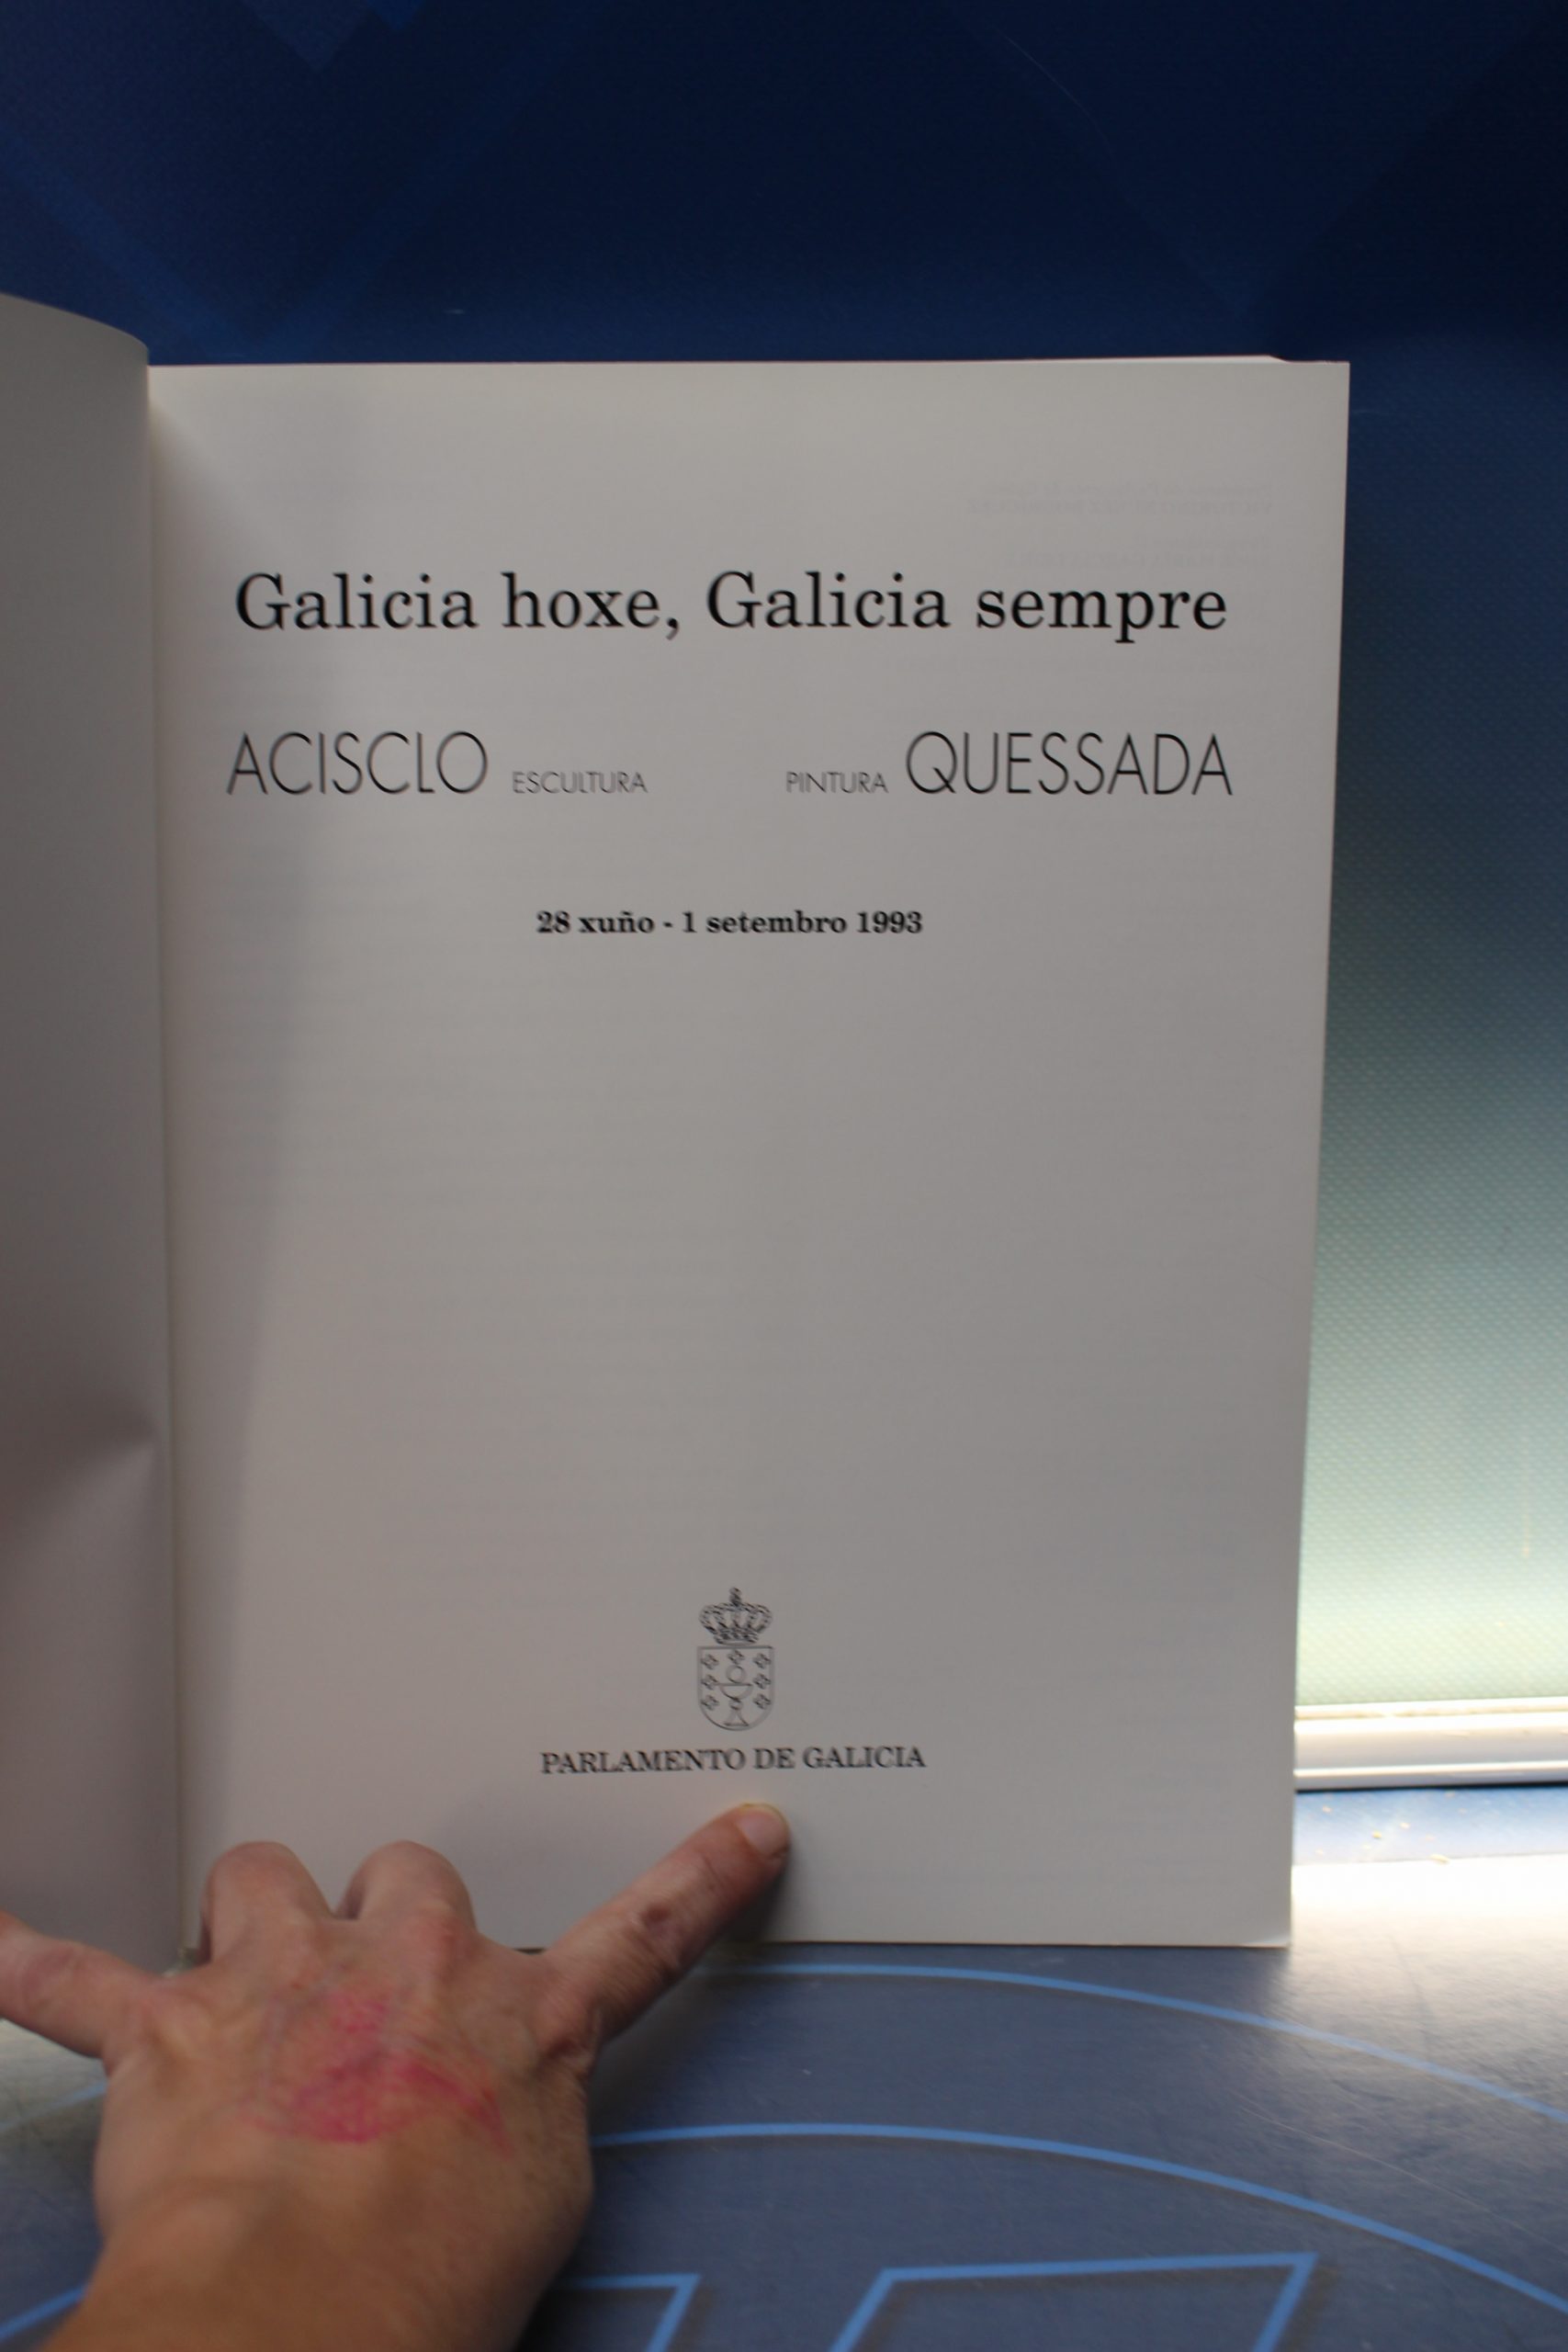 Galicia hoxe, Galicia sempre
ACISCLO ESCULTURA PINTURA QUESSADA
28 xuño - 1 setembro 1993
PARLAMENTO DE GALICIA